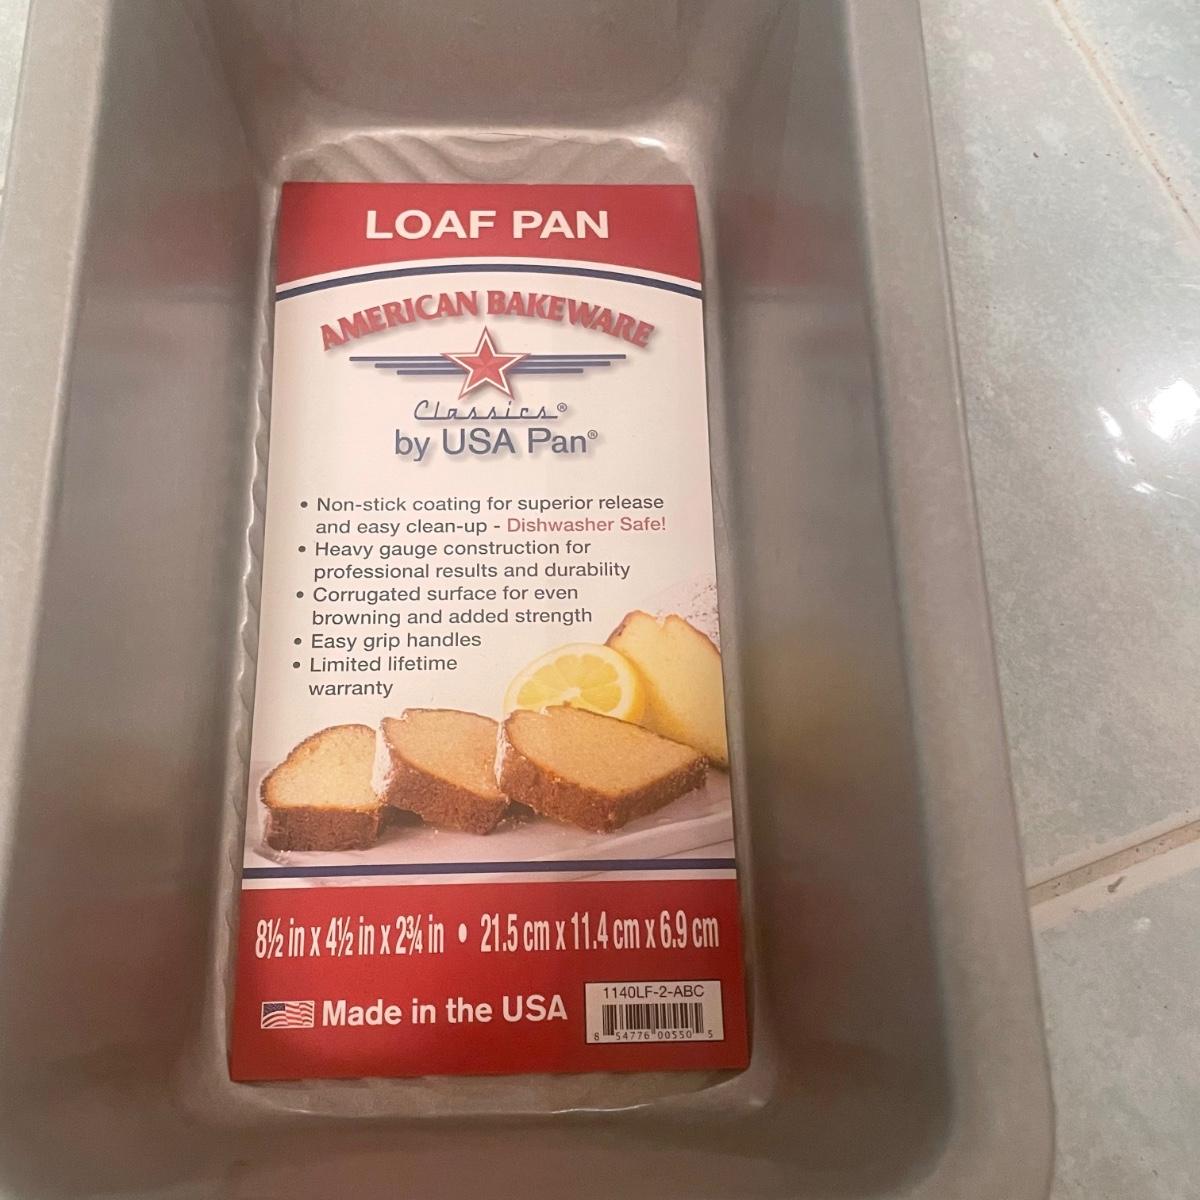 LOAF PAN
AMERICAN BAKEWARE
Classics®
by USA Pan®
• Non-stick coating for superior release
and easy clean-up - Dishwasher Safe!
• Heavy gauge construction for
professional results and durability
• Corrugated surface for even
browning and added strength
• Easy grip handles
• Limited lifetime
warranty
8½ in x 4½ in x 2¾ in • 21.5 cm x 11.4 cm x 6.9 cm
Made in the USA
1140LF-2-ABC
8 54776 00550 5